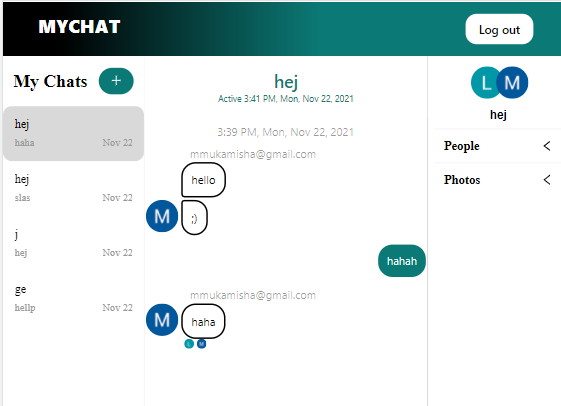 MYCHAT
Log out
My Chats +
hej
haha Nov 22
hej
slas Nov 22
j
hej Nov 22
ge
hellp Nov 22
hej
Active 3:41 PM, Mon, Nov 22, 2021
3:39 PM, Mon, Nov 22, 2021
mmukamisha@gmail.com
hello
M
;)
hahah
mmukamisha@gmail.com
M
haha
L M
L M
hej
People <
Photos <